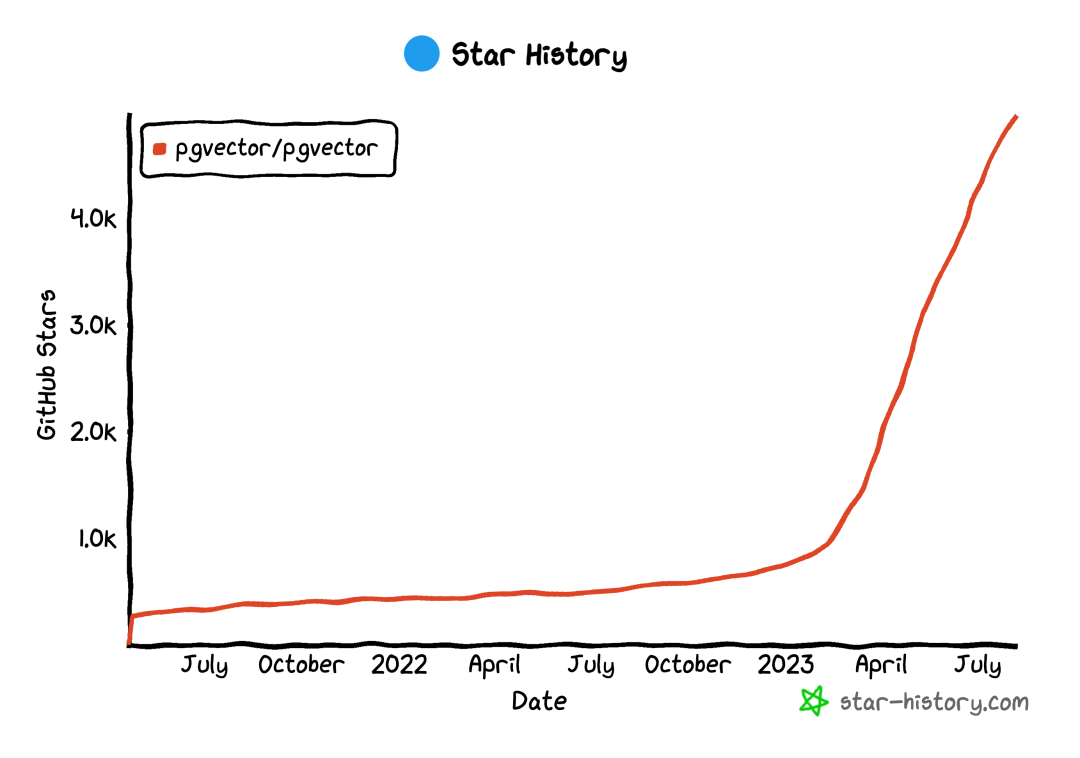 Star History
pgvector/pgvector
4.0K
3.0K
2.0K
1.0K
GitHub Stars
July October 2022 April July October 2023 April July
Date
star-history.com